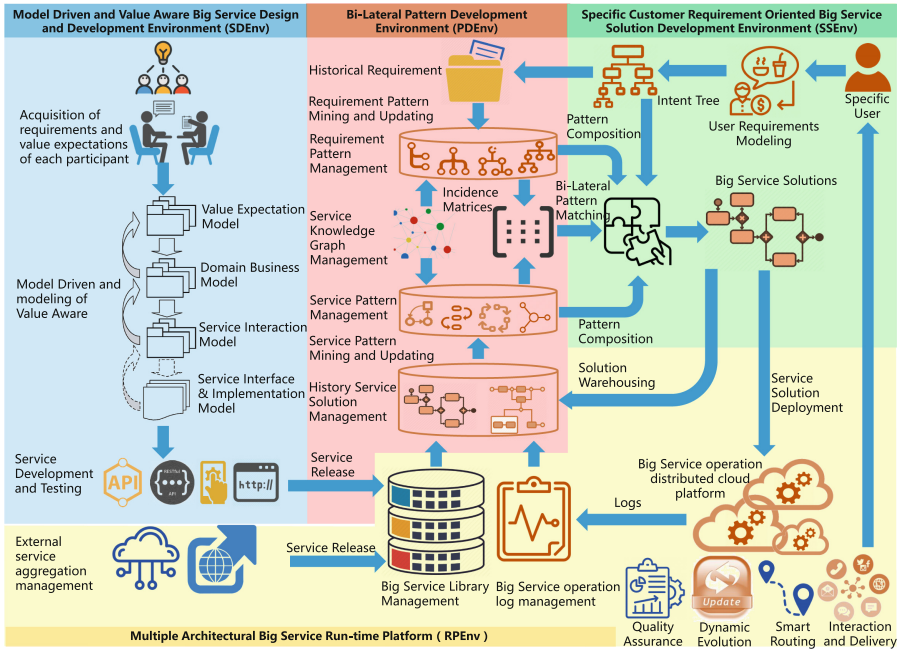 Model Driven and Value Aware Big Service Design
and Development Environment (SDEnv)
Bi-Lateral Pattern Development
Environment (PDEnv)
Specific Customer Requirement Oriented Big Service
Solution Development Environment (SSEnv)
Acquisition of
requirements and
value expectations
of each participant
Value Expectation
Model
Domain Business
Model
Model Driven and
modeling of
Value Aware
Service Interaction
Model
Service Interface
& Implementation
Model
Service
Development
and Testing
API
RESTful
{···}
API
http://
Historical Requirement
Requirement Pattern
Mining and Updating
Requirement
Pattern
Management
Incidence
Matrices
Service
Knowledge
Graph
Management
Service Pattern
Management
Service Pattern
Mining and Updating
History Service
Solution
Management
Service
Release
Intent Tree
Pattern
Composition
User Requirements
Modeling
Specific
User
Bi-Lateral
Pattern
Matching
Big Service Solutions
Pattern
Composition
Solution
Warehousing
Service
Solution
Deployment
Big Service operation
distributed cloud
platform
Logs
External
service
aggregation
management
Service Release
Big Service Library
Management
Big Service operation
log management
Update
Quality
Assurance
Dynamic
Evolution
Smart
Routing
Interaction
and Delivery
Multiple Architectural Big Service Run-time Platform ( RPEnv )